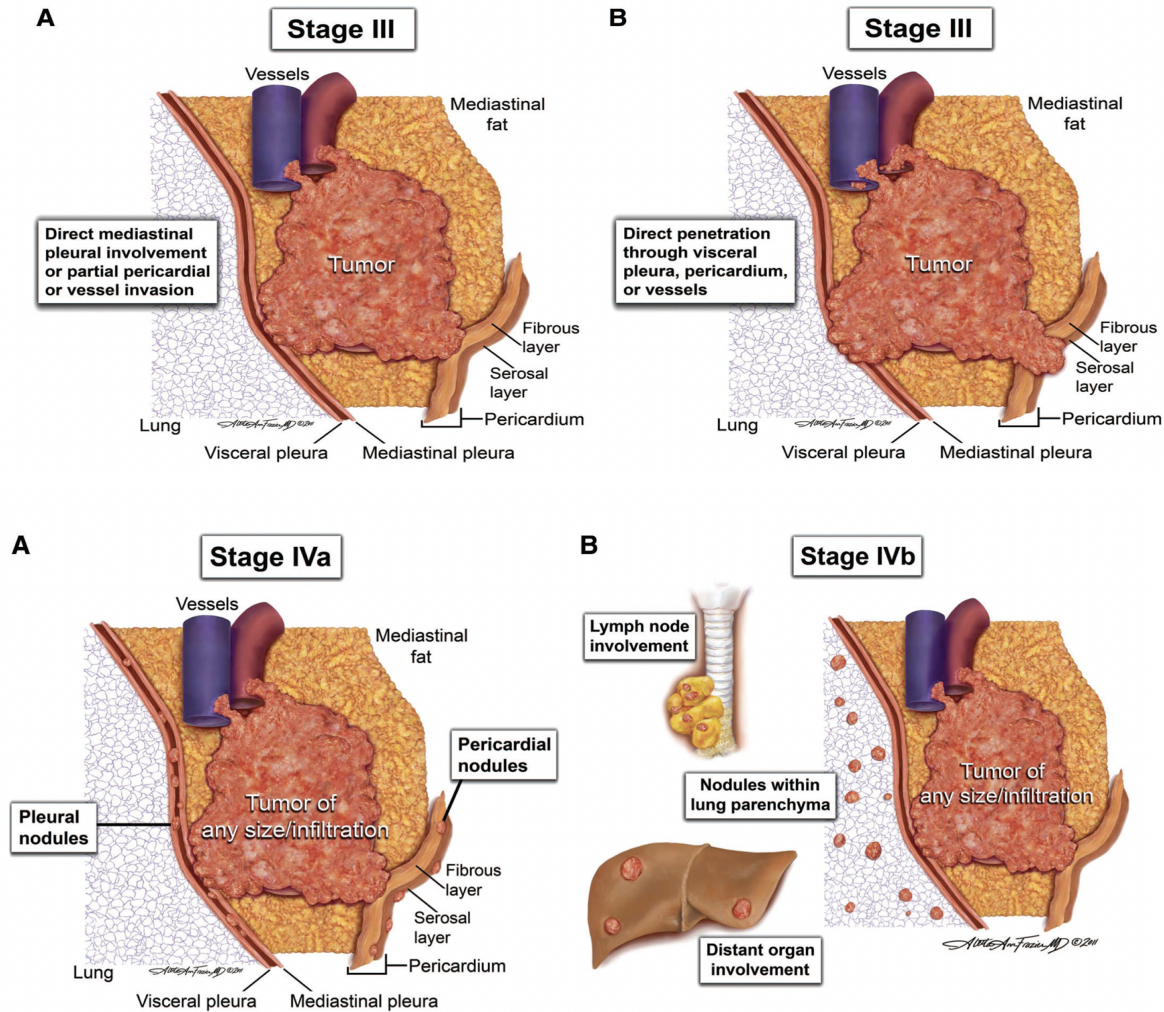 A
Stage III
Vessels
Mediastinal
fat
Direct mediastinal
pleural involvement
or partial pericardial
or vessel invasion
Tumor
Fibrous
layer
Serosal
layer
Pericardium
Lung
Visceral pleura
Mediastinal pleura
B
Stage III
Vessels
Mediastinal
fat
Direct penetration
through visceral
pleura, pericardium,
or vessels
Tumor
Fibrous
layer
Serosal
layer
Pericardium
Lung
Visceral pleura
Mediastinal pleura
A
Stage IVa
Vessels
Mediastinal
fat
Pericardial
nodules
Pleural
nodules
Tumor of
any size/infiltration
Fibrous
layer
Serosal
layer
Pericardium
Lung
Visceral pleura
Mediastinal pleura
B
Stage IVb
Lymph node
involvement
Nodules within
lung parenchyma
Tumor of
any size/infiltration
Distant organ
involvement
MD ©2011